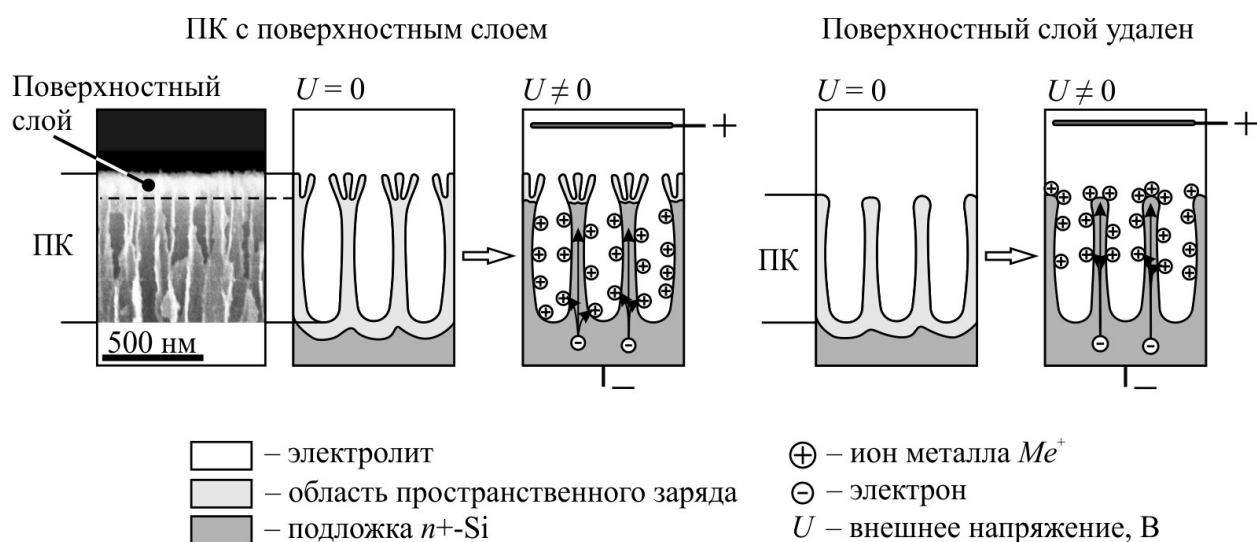 ПК с поверхностным слоем
Поверхностный слой удален
Поверхностный
слой
U = 0
U ≠ 0
U = 0
U ≠ 0
+
+
ПК
ПК
500 нм
–
–
– электролит
– область пространственного заряда
– подложка n+-Si
– ион металла Me⁺
– электрон
U – внешнее напряжение, В